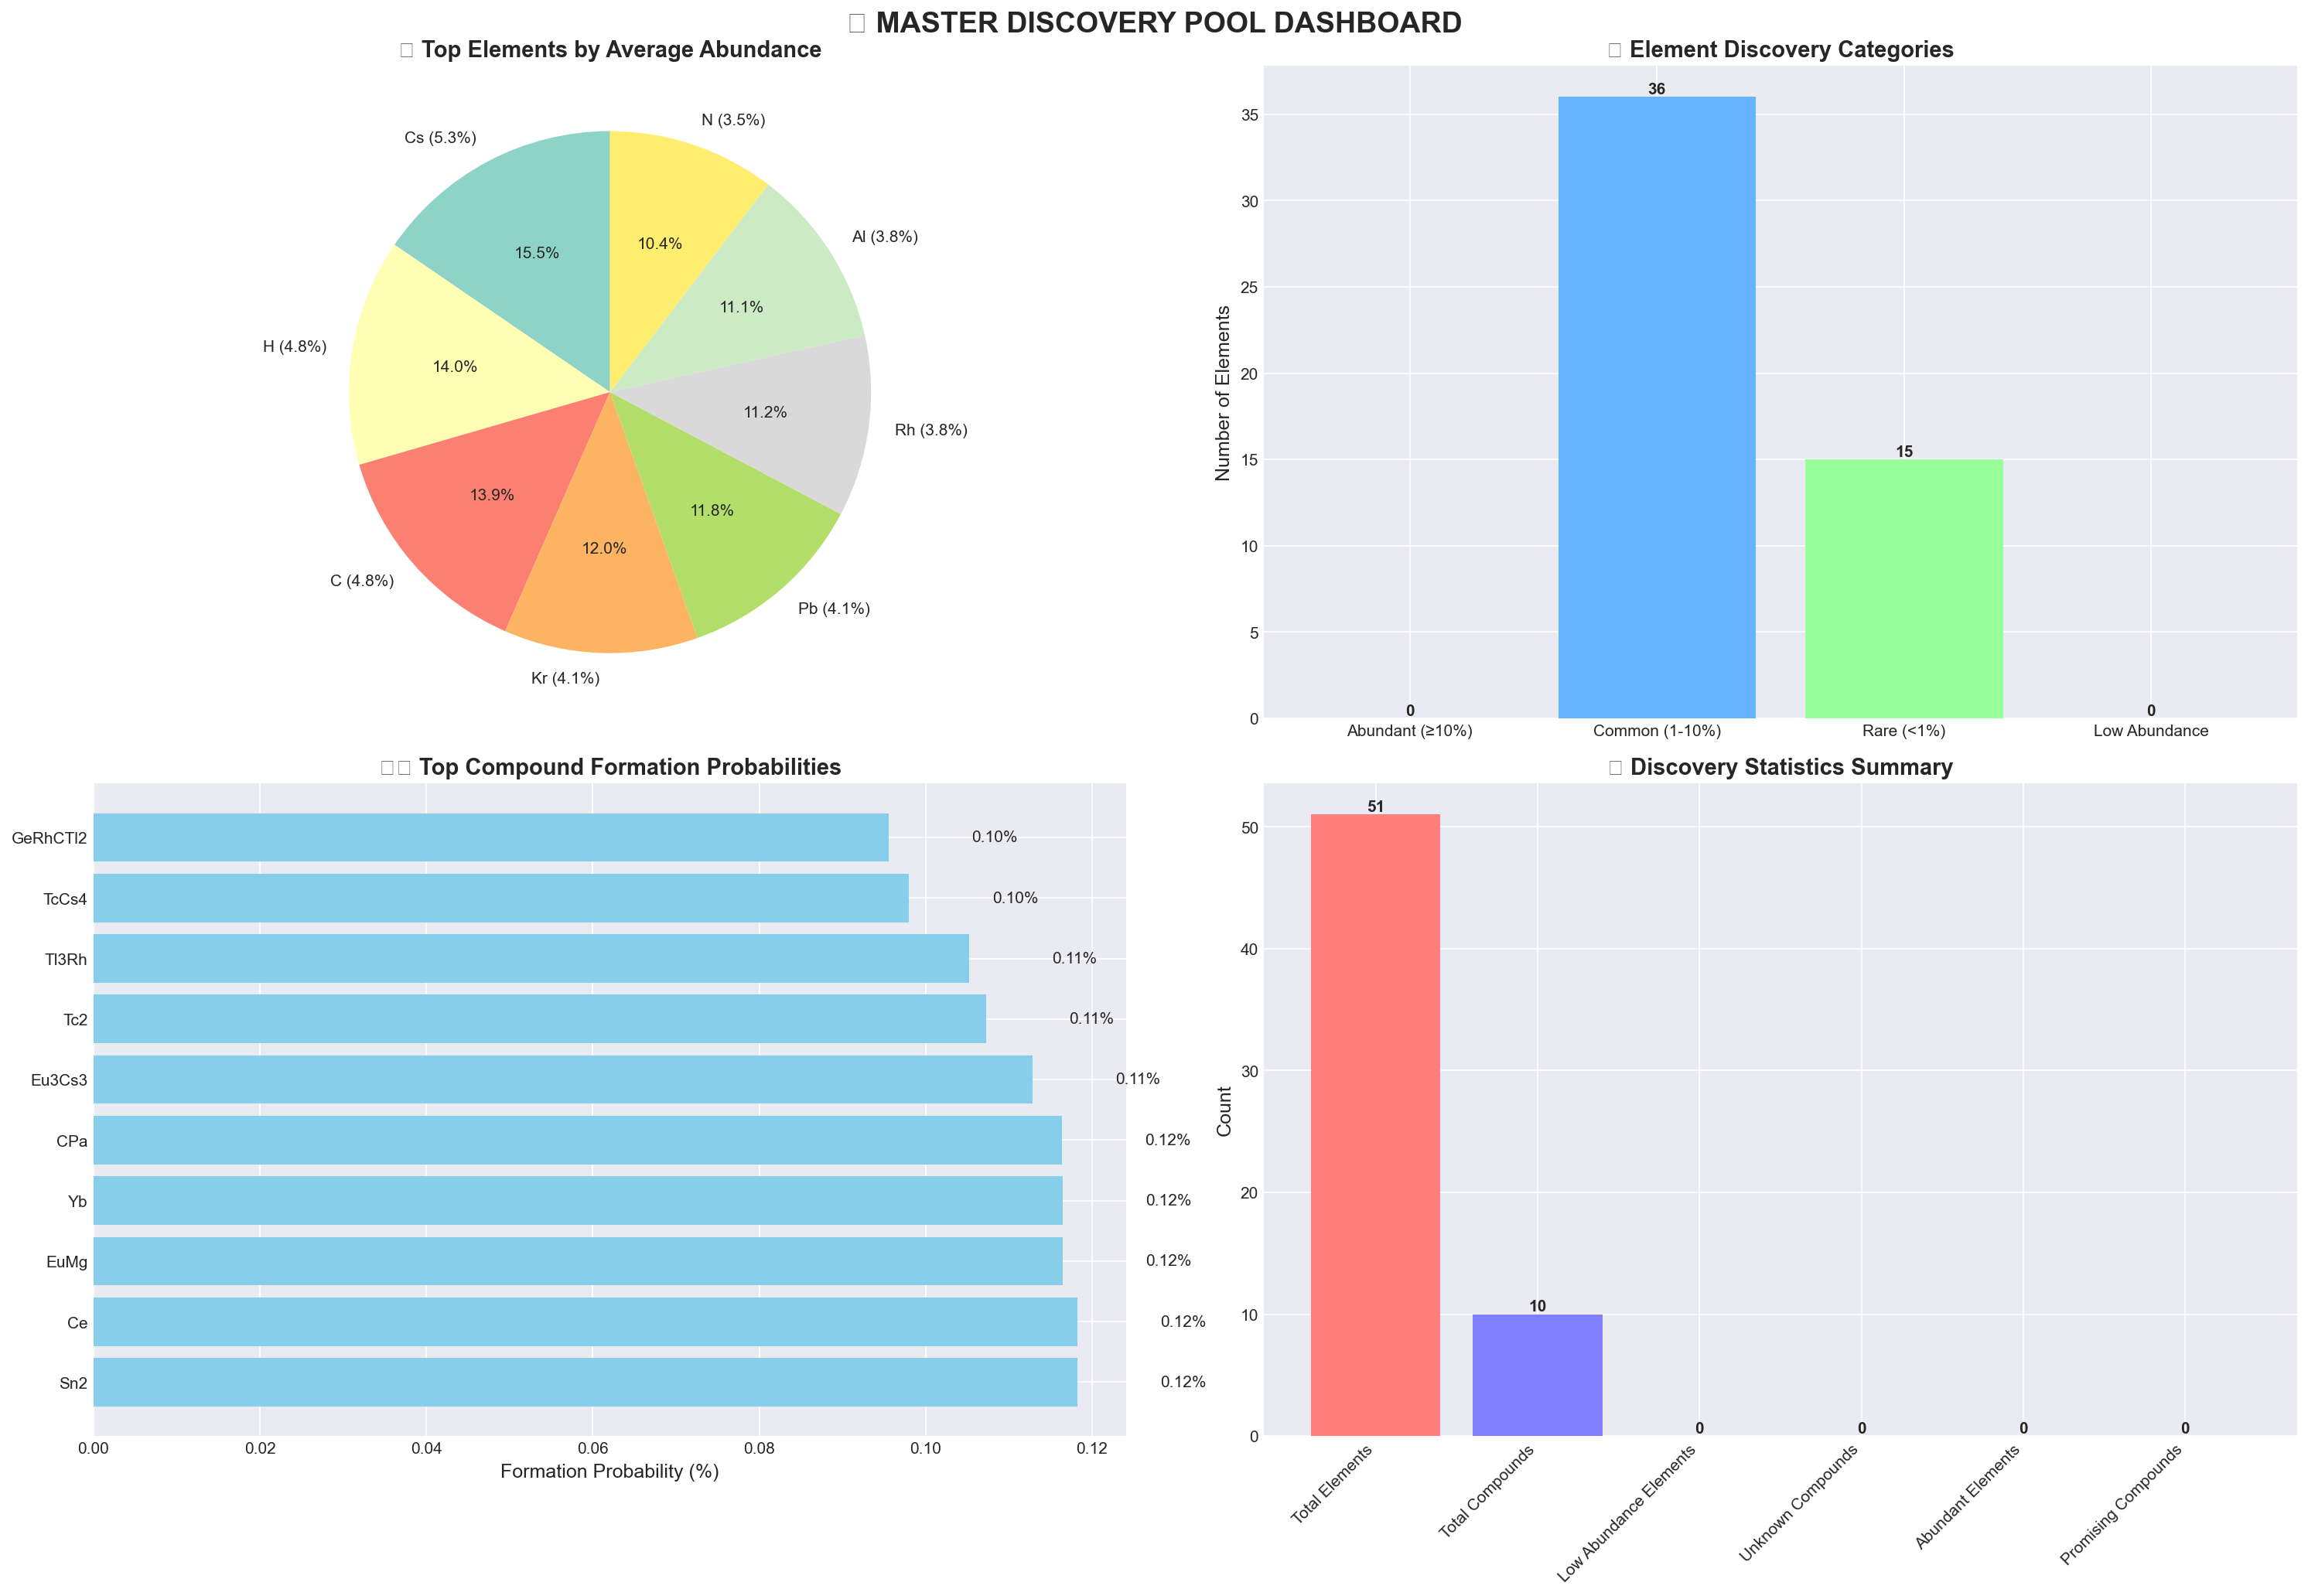 MASTER DISCOVERY POOL DASHBOARD
Top Elements by Average Abundance
N (3.5%)
Cs (5.3%)
Al (3.8%)
10.4%
15.5%
11.1%
H (4.8%)
14.0%
11.2%
Rh (3.8%)
13.9%
11.8%
12.0%
C (4.8%)
Pb (4.1%)
Kr (4.1%)
Element Discovery Categories
Number of Elements
35
30
25
20
15
10
5
0
36
15
0
0
Abundant (≥10%)
Common (1-10%)
Rare (<1%)
Low Abundance
Top Compound Formation Probabilities
GeRhCTl2
0.10%
TcCs4
0.10%
Tl3Rh
0.11%
Tc2
0.11%
Eu3Cs3
0.11%
CPa
0.12%
Yb
0.12%
EuMg
0.12%
Ce
0.12%
Sn2
0.12%
0.00
0.02
0.04
0.06
0.08
0.10
0.12
Formation Probability (%)
Discovery Statistics Summary
Count
50
40
30
20
10
0
51
10
0
0
0
0
Total Elements
Total Compounds
Low Abundance Elements
Unknown Compounds
Abundant Elements
Promising Compounds